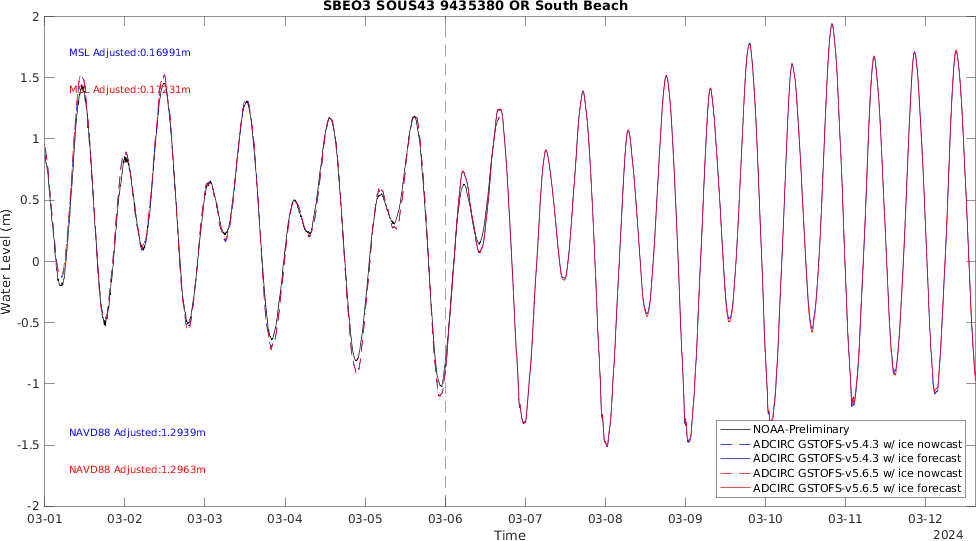 SBEO3 SOUS43 9435380 OR South Beach
Water Level (m)
2
1.5
1
0.5
0
-0.5
-1
-1.5
-2
MSL Adjusted:0.16991m
MSL Adjusted:0.17231m
NAVD88 Adjusted:1.2939m
NAVD88 Adjusted:1.2963m
NOAA-Preliminary
ADCIRC GSTOFS-v5.4.3 w/ ice nowcast
ADCIRC GSTOFS-v5.4.3 w/ ice forecast
ADCIRC GSTOFS-v5.6.5 w/ ice nowcast
ADCIRC GSTOFS-v5.6.5 w/ ice forecast
03-01 03-02 03-03 03-04 03-05 03-06 03-07 03-08 03-09 03-10 03-11 03-12
Time
2024